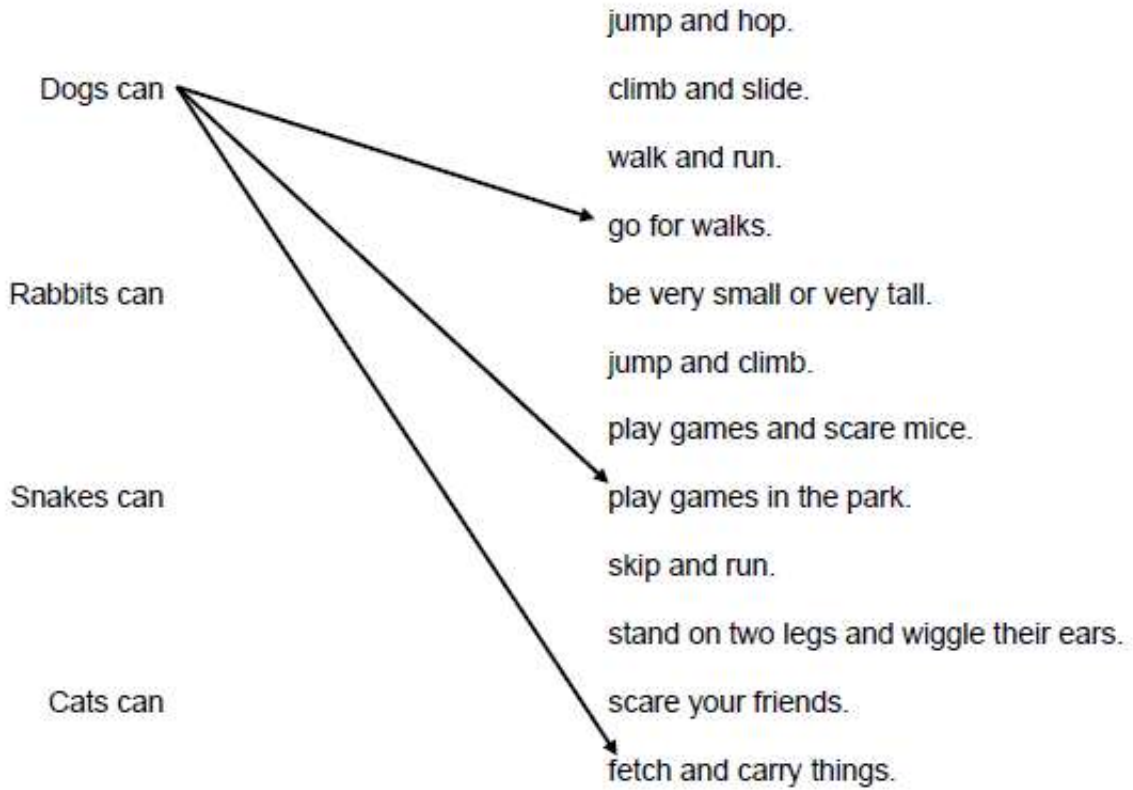 jump and hop.
Dogs can
climb and slide.
walk and run.
go for walks.
Rabbits can
be very small or very tall.
jump and climb.
play games and scare mice.
Snakes can
play games in the park.
skip and run.
stand on two legs and wiggle their ears.
Cats can
scare your friends.
fetch and carry things.